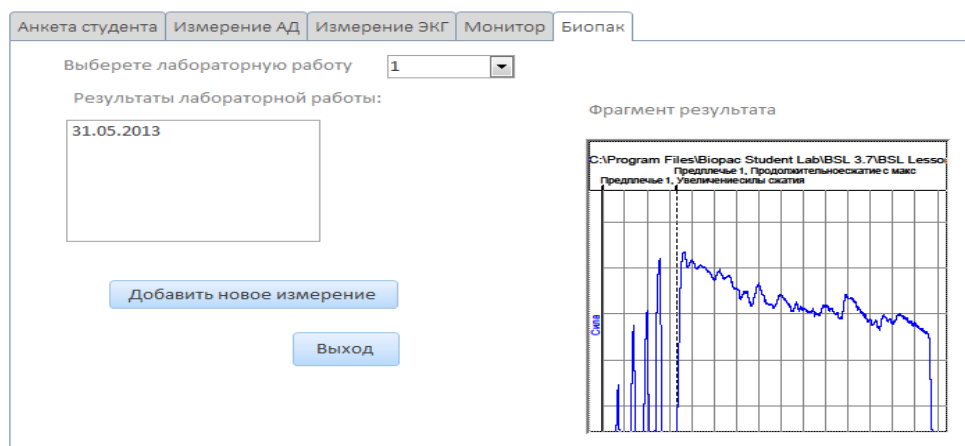 Анкета студента Измерение АД Измерение ЭКГ Монитор Биопак
Выберете лабораторную работу 1
Результаты лабораторной работы:
31.05.2013
Добавить новое измерение
Выход
Фрагмент результата
C:\Program Files\Biopac Student Lab\BSL 3.7\BSL Lesso
Предплечье 1, Продолжительноесжатие с макс
Предплечье 1, Увеличениесилы сжатия
Сила